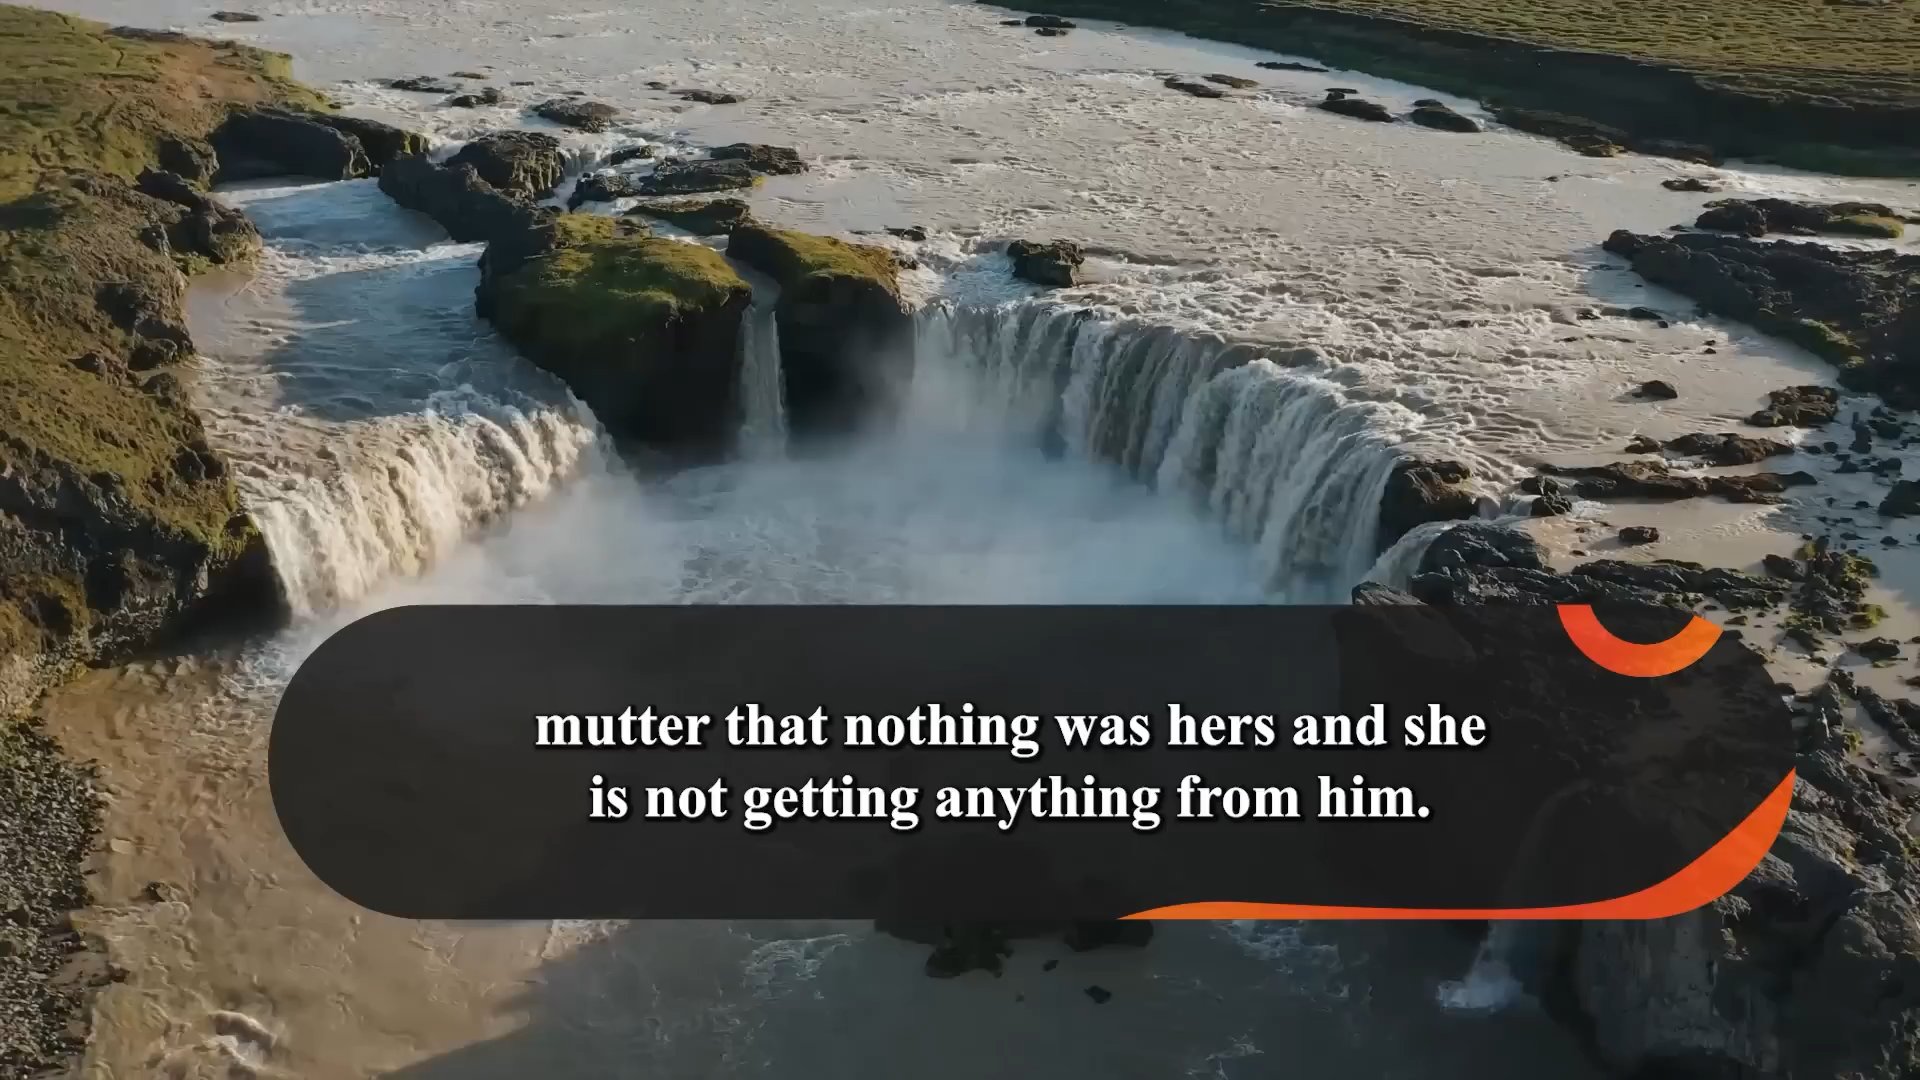 mutter that nothing was hers and she
is not getting anything from him.